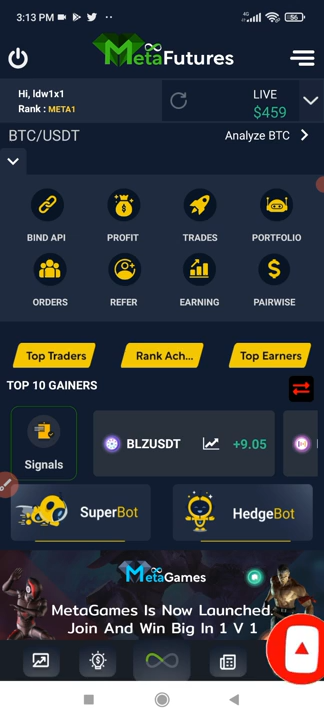 3:13 PM
4G
56
MetaFutures
Hi, ldw1x1
Rank : META1
LIVE
$459
BTC/USDT
Analyze BTC
BIND API
PROFIT
TRADES
PORTFOLIO
ORDERS
REFER
EARNING
PAIRWISE
Top Traders
Rank Ach...
Top Earners
TOP 10 GAINERS
Signals
BLZUSDT
+9.05
SuperBot
HedgeBot
MetaGames
MetaGames Is Now Launched.
Join And Win Big In 1 V 1